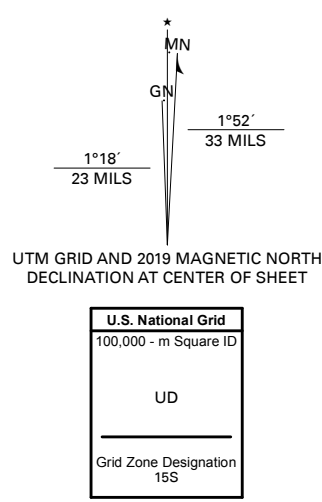 ★
MN
GN
1°52´
33 MILS
1°18´
23 MILS
UTM GRID AND 2019 MAGNETIC NORTH
DECLINATION AT CENTER OF SHEET
U.S. National Grid
100,000 - m Square ID
UD
Grid Zone Designation
15S